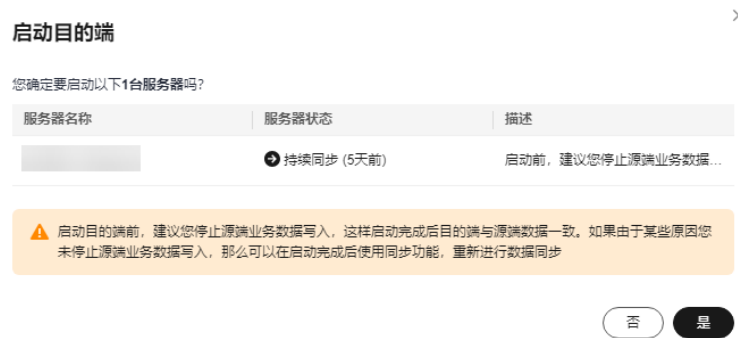 启动目的端
您确定要启动以下1台服务器吗?
服务器名称 服务器状态 描述
持续同步 (5天前) 启动前，建议您停止源端业务数据...
启动目的端前，建议您停止源端业务数据写入，这样启动完成后目的端与源端数据一致。如果由于某些原因您
未停止源端业务数据写入，那么可以在启动完成后使用同步功能，重新进行数据同步
否 是